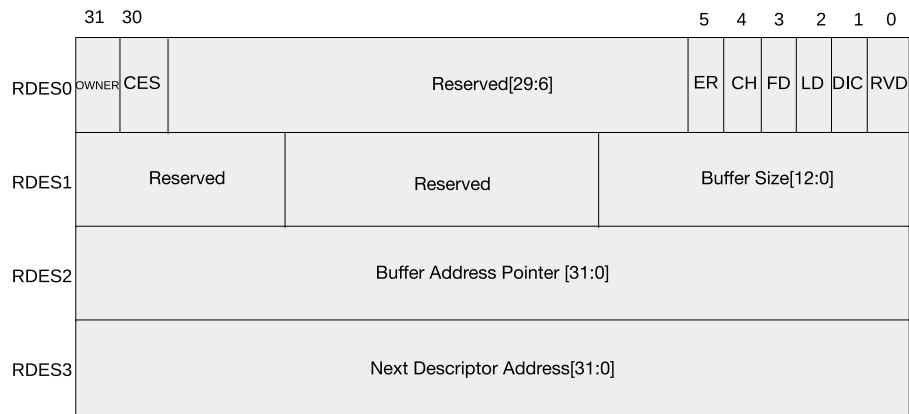 31 30 5 4 3 2 1 0
RDES0 OWNER CES Reserved[29:6] ER CH FD LD DIC RVD
RDES1 Reserved Reserved Buffer Size[12:0]
RDES2 Buffer Address Pointer [31:0]
RDES3 Next Descriptor Address[31:0]